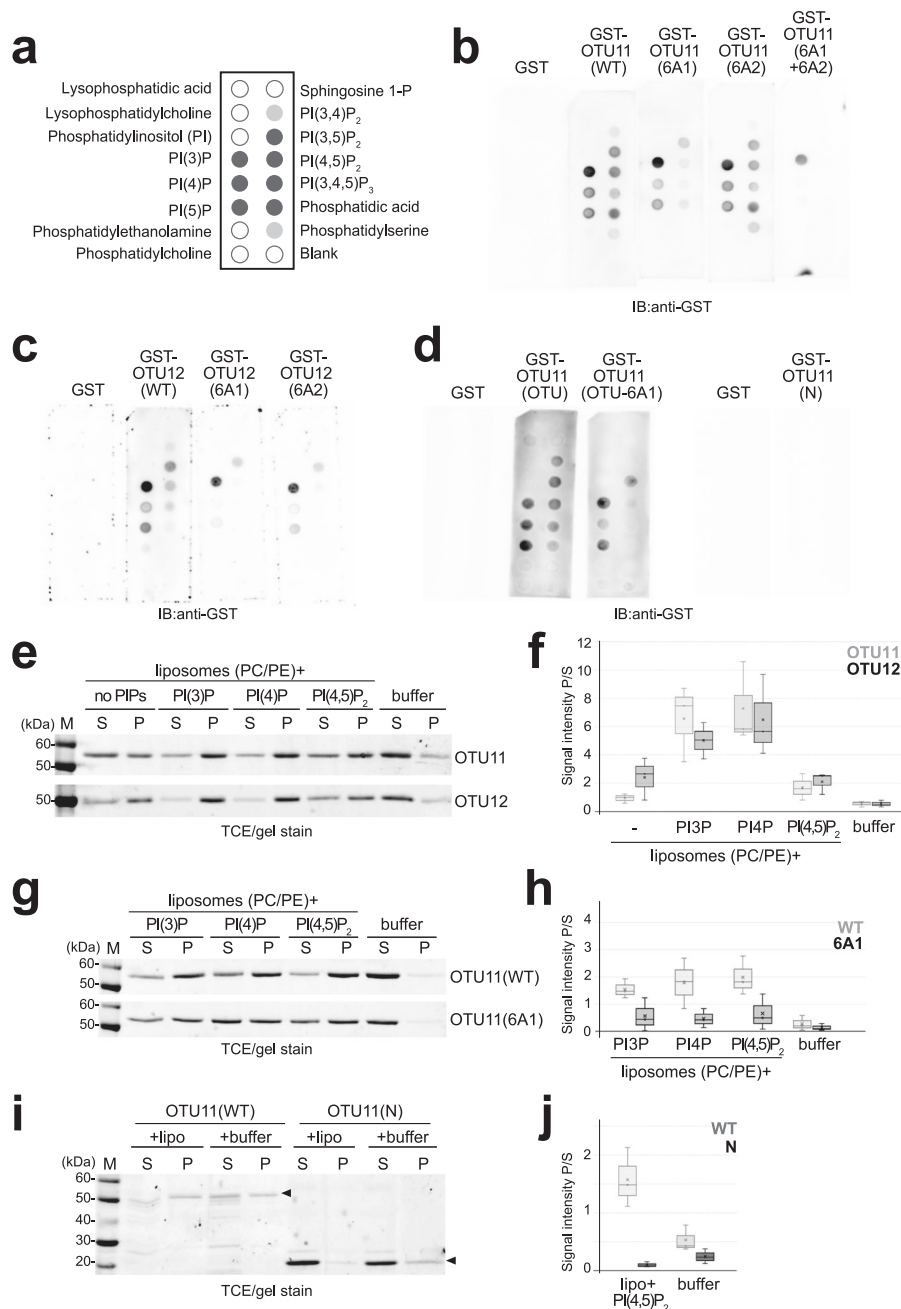 a
Lysophosphatidic acid
Sphingosine 1-P
Lysophosphatidylcholine
PI(3,4)P2
Phosphatidylinositol (PI)
PI(3,5)P2
PI(3)P
PI(4,5)P2
PI(4)P
PI(3,4,5)P3
PI(5)P
Phosphatidic acid
Phosphatidylethanolamine
Phosphatidylserine
Phosphatidylcholine
Blank
b
GST
GST-
OTU11
(WT)
GST-
OTU11
(6A1)
GST-
OTU11
(6A2)
GST-
OTU11
(6A1
+6A2)
IB:anti-GST
c
GST
GST-
OTU12
(WT)
GST-
OTU12
(6A1)
GST-
OTU12
(6A2)
IB:anti-GST
d
GST
GST-
OTU11
(OTU)
GST-
OTU11
(OTU-6A1)
GST
GST-
OTU11
(N)
IB:anti-GST
e
liposomes (PC/PE)+
no PIPs PI(3)P PI(4)P PI(4,5)P2 buffer
(kDa) M S P S P S P S P S P
60-
50-
OTU11
50-
OTU12
TCE/gel stain
f
Signal intensity P/S
12
10
8
6
4
2
0
OTU11
OTU12
- PI3P PI4P PI(4,5)P2 buffer
liposomes (PC/PE)+
g
liposomes (PC/PE)+
PI(3)P PI(4)P PI(4,5)P2 buffer
(kDa) M S P S P S P S P
60-
50-
OTU11(WT)
60-
50-
OTU11(6A1)
TCE/gel stain
h
Signal intensity P/S
4
3
2
1
0
WT
6A1
PI3P PI4P PI(4,5)P2 buffer
liposomes (PC/PE)+
i
OTU11(WT) OTU11(N)
+lipo +buffer +lipo +buffer
(kDa) M S P S P S P S P
60-
50-
40-
30-
20-
TCE/gel stain
j
Signal intensity P/S
2
1
0
WT
N
lipo+
PI(4,5)P2
buffer